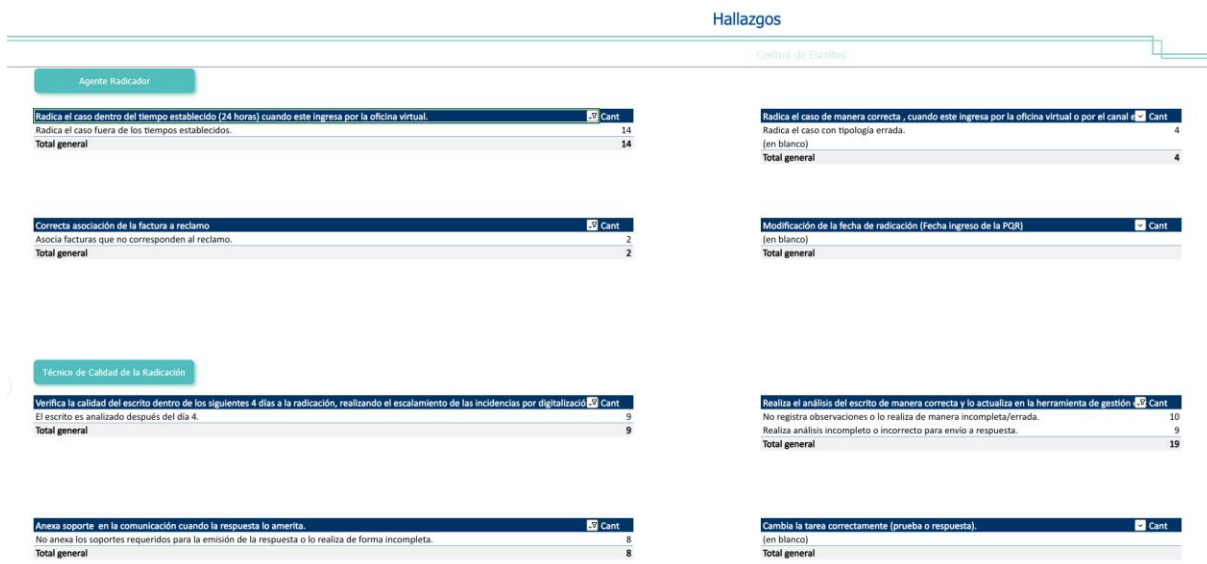 Hallazgos
Central de Escritos
Agente Radicador
Radica el caso dentro del tiempo establecido (24 horas) cuando este ingresa por la oficina virtual. Cant
Radica el caso fuera de los tiempos establecidos. 14
Total general 14
Radica el caso de manera correcta , cuando este ingresa por la oficina virtual o por el canal e Cant
Radica el caso con tipología errada. 4
(en blanco)
Total general 4
Correcta asociación de la factura a reclamo Cant
Asocia facturas que no corresponden al reclamo. 2
Total general 2
Modificación de la fecha de radicación (Fecha ingreso de la PQR) Cant
(en blanco)
Total general
Técnico de Calidad de la Radicación
Verifica la calidad del escrito dentro de los siguientes 4 días a la radicación, realizando el escalamiento de las incidencias por digitalizació Cant
El escrito es analizado después del día 4. 9
Total general 9
Realiza el análisis del escrito de manera correcta y lo actualiza en la herramienta de gestión Cant
No registra observaciones o lo realiza de manera incompleta/errada. 10
Realiza análisis incompleto o incorrecto para envío a respuesta. 9
Total general 19
Anexa soporte en la comunicación cuando la respuesta lo amerita. Cant
No anexa los soportes requeridos para la emisión de la respuesta o lo realiza de forma incompleta. 8
Total general 8
Cambia la tarea correctamente (prueba o respuesta). Cant
(en blanco)
Total general